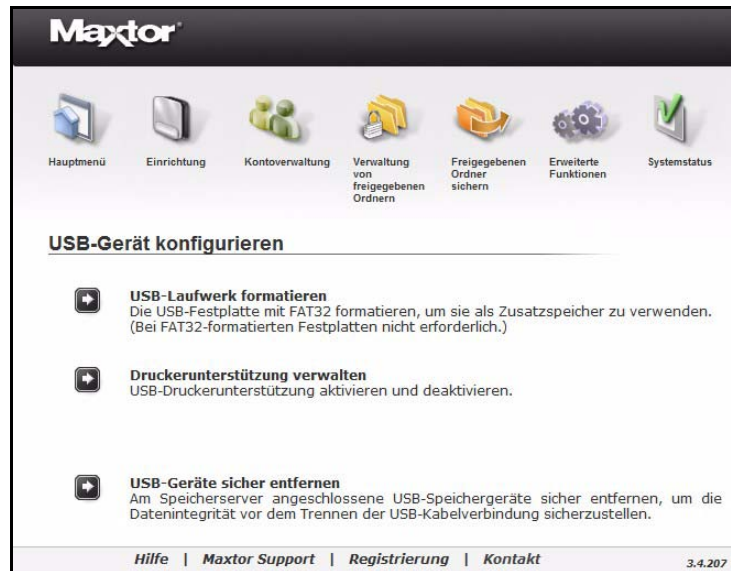 Maxtor
Hauptmenü
Einrichtung
Kontoverwaltung
Verwaltung
von
freigegebenen
Ordnern
Freigegebenen
Ordner
sichern
Erweiterte
Funktionen
Systemstatus
USB-Gerät konfigurieren
USB-Laufwerk formatieren
Die USB-Festplatte mit FAT32 formatieren, um sie als Zusatzspeicher zu verwenden.
(Bei FAT32-formatierten Festplatten nicht erforderlich.)
Druckerunterstützung verwalten
USB-Druckerunterstützung aktivieren und deaktivieren.
USB-Geräte sicher entfernen
Am Speicherserver angeschlossene USB-Speichergeräte sicher entfernen, um die
Datenintegrität vor dem Trennen der USB-Kabelverbindung sicherzustellen.
Hilfe | Maxtor Support | Registrierung | Kontakt
3.4.207